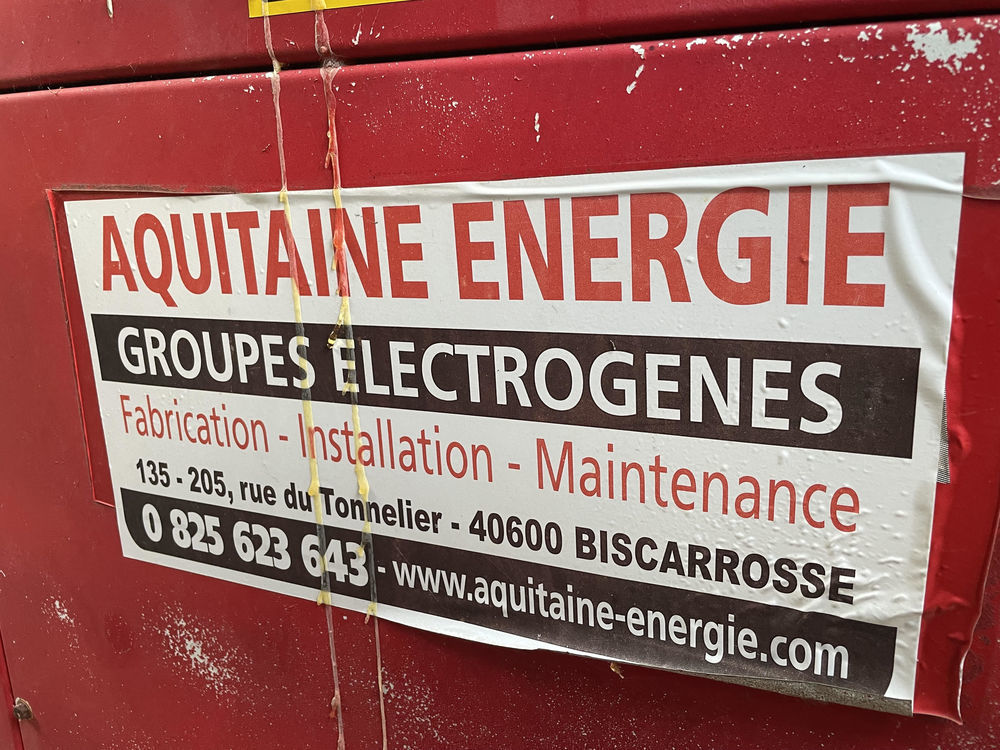 AQUITAINE ENERGIE
GROUPES ELECTROGENES
Fabrication - Installation - Maintenance
135 - 205, rue du Tonnelier - 40600 BISCARROSSE
0 825 623 643 - www.aquitaine-energie.com